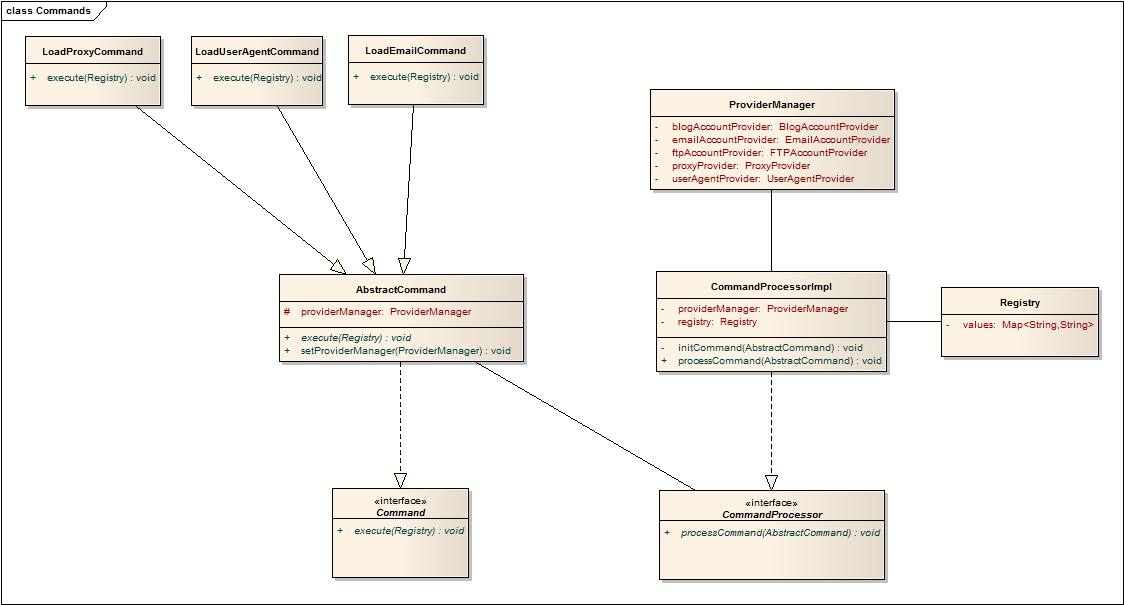 class Commands
LoadProxyCommand
+ execute(Registry) : void
LoadUserAgentCommand
+ execute(Registry) : void
LoadEmailCommand
+ execute(Registry) : void
ProviderManager
- blogAccountProvider: BlogAccountProvider
- emailAccountProvider: EmailAccountProvider
- ftpAccountProvider: FTPAccountProvider
- proxyProvider: ProxyProvider
- userAgentProvider: UserAgentProvider
AbstractCommand
# providerManager: ProviderManager
+ execute(Registry) : void
+ setProviderManager(ProviderManager) : void
CommandProcessorImpl
- providerManager: ProviderManager
- registry: Registry
- initCommand(AbstractCommand) : void
+ processCommand(AbstractCommand) : void
Registry
- values: Map<String,String>
«interface»
Command
+ execute(Registry) : void
«interface»
CommandProcessor
+ processCommand(AbstractCommand) : void